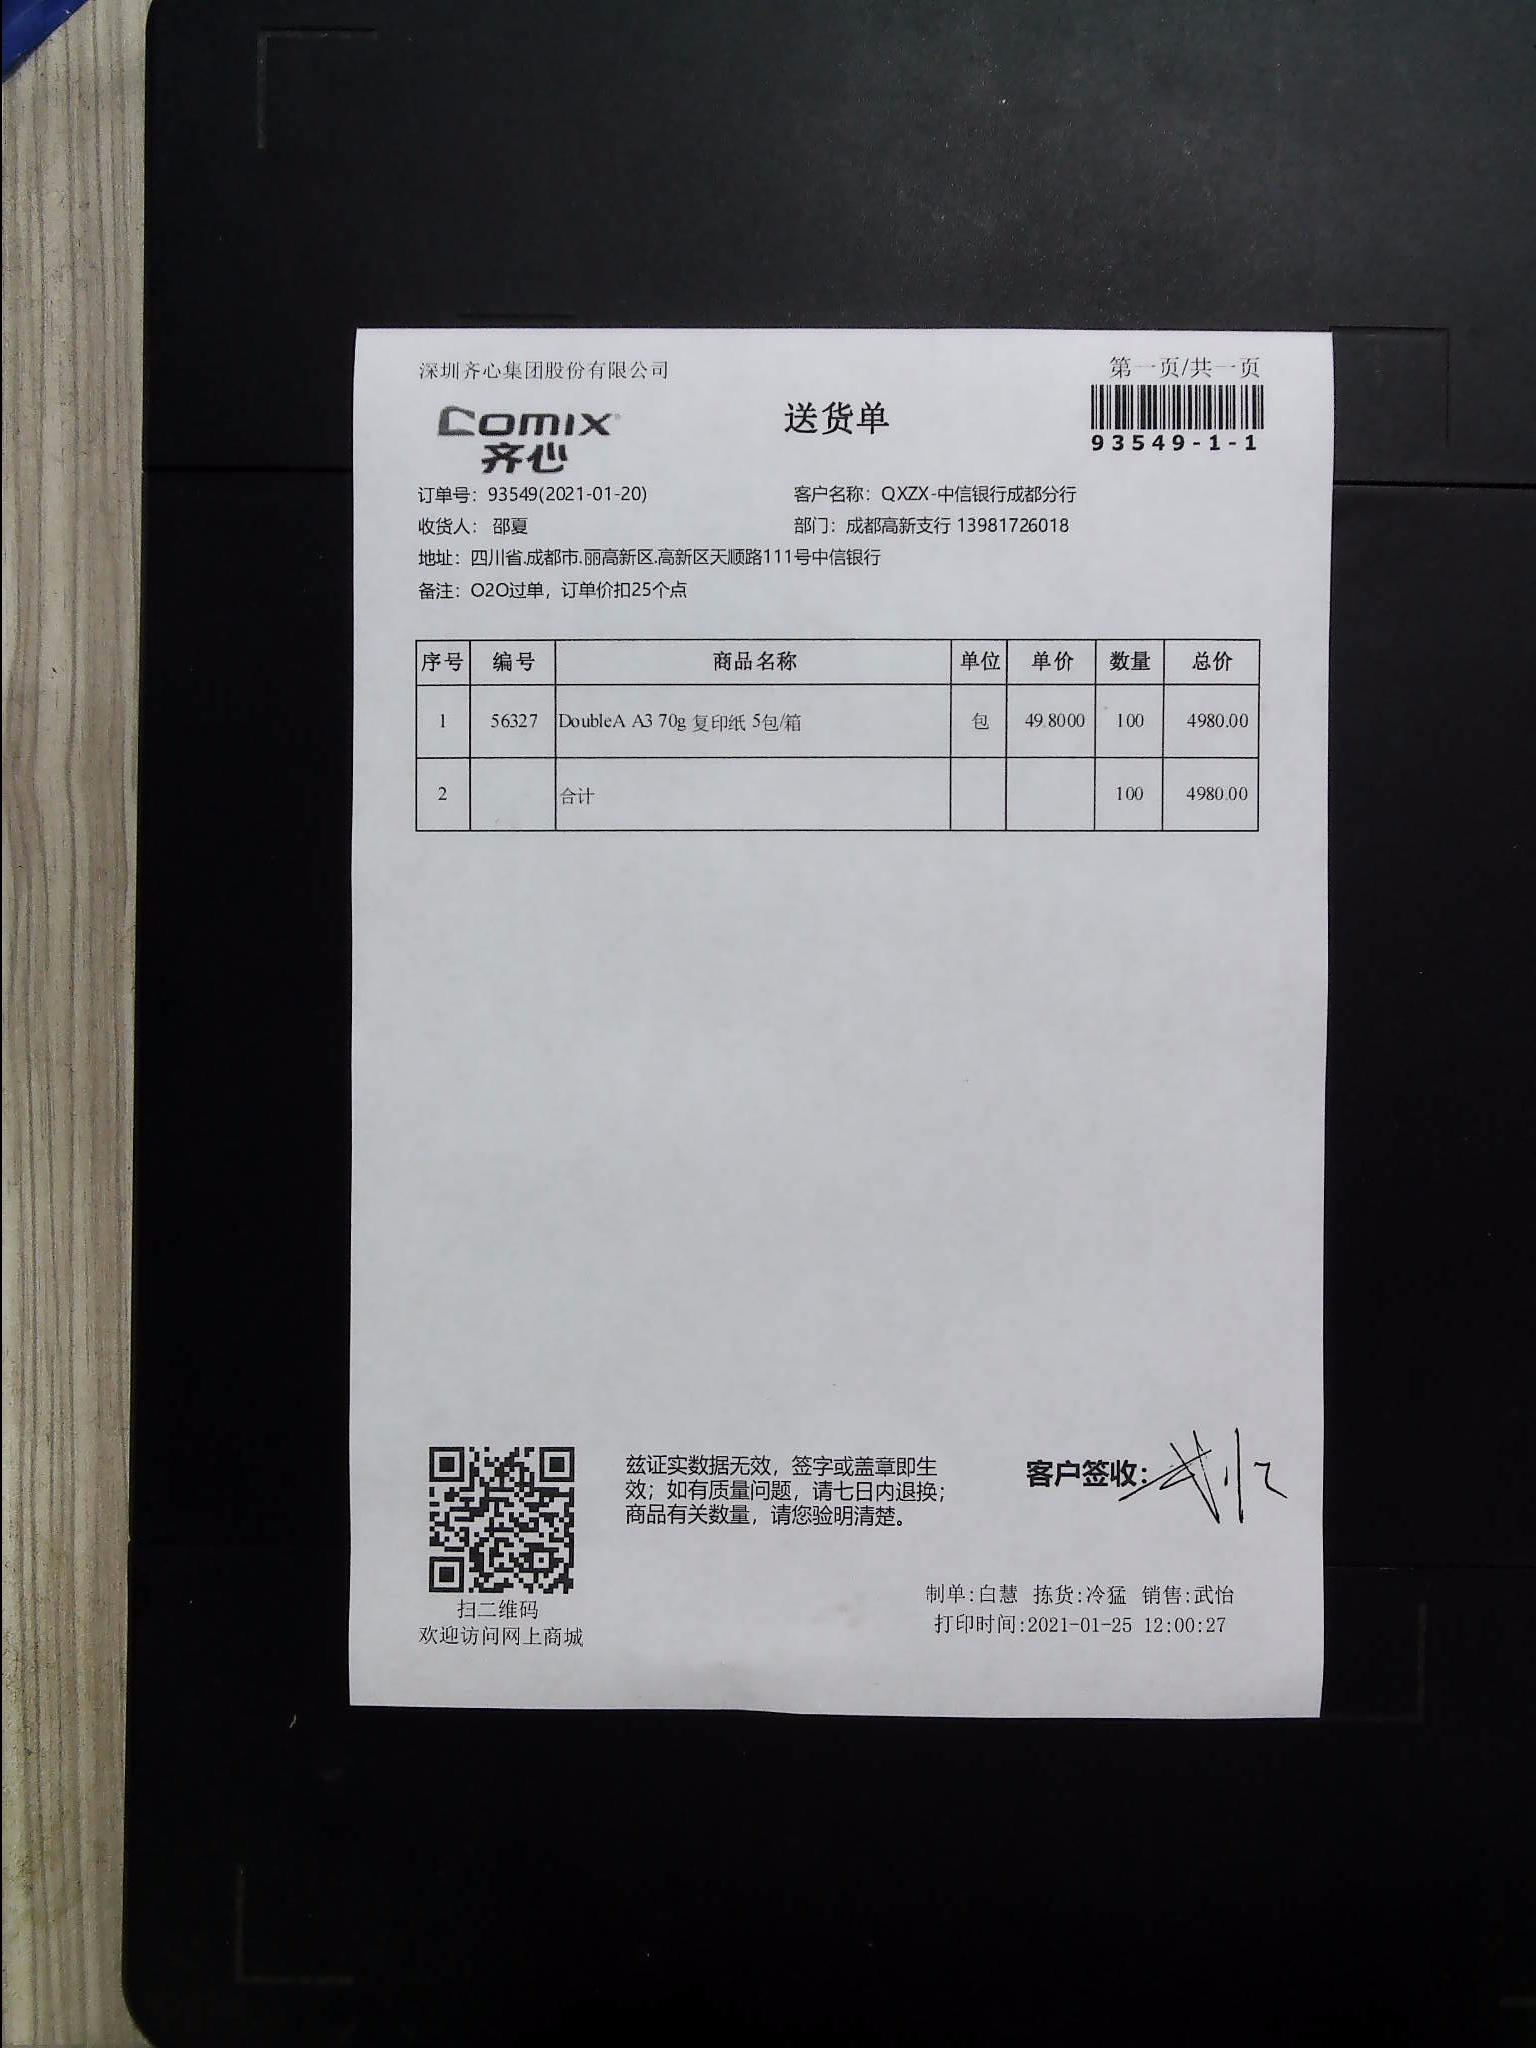 深圳齐心集团股份有限公司
第一页/共一页
comix
齐心
送货单
93549-1-1
订单号：93549(2021-01-20)
客户名称：QXZX-中信银行成都分行
收货人：邵夏
部门：成都高新支行 13981726018
地址：四川省.成都市.丽高新区.高新区天顺路111号中信银行
备注：O2O过单，订单价扣25个点
序号 编号 商品名称 单位 单价 数量 总价
1 56327 DoubleA A3 70g 复印纸 5包/箱 包 49.8000 100 4980.00
2 合计 100 4980.00
兹证实数据无效，签字或盖章即生
效；如有质量问题，请七日内退换；
商品有关数量，请您验明清楚。
客户签收：
扫二维码
欢迎访问网上商城
制单:白慧 拣货:冷猛 销售:武怡
打印时间:2021-01-25 12:00:27